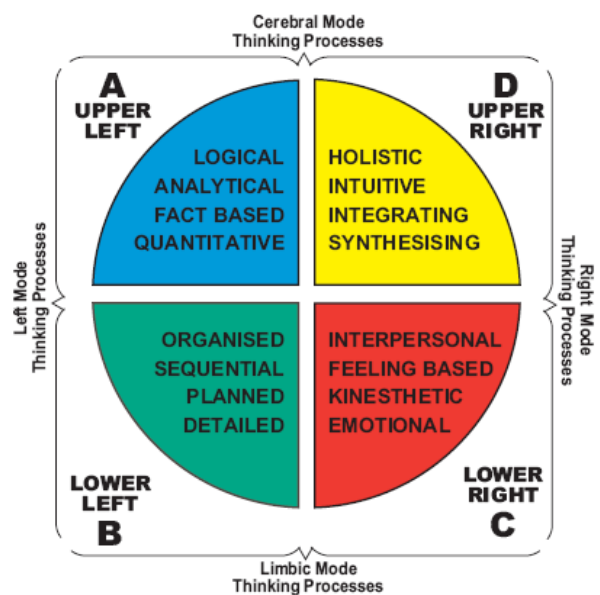 Cerebral Mode
Thinking Processes
A
UPPER
LEFT
D
UPPER
RIGHT
LOGICAL
ANALYTICAL
FACT BASED
QUANTITATIVE
HOLISTIC
INTUITIVE
INTEGRATING
SYNTHESISING
Left Mode
Thinking Processes
Right Mode
Thinking Processes
ORGANISED
SEQUENTIAL
PLANNED
DETAILED
INTERPERSONAL
FEELING BASED
KINESTHETIC
EMOTIONAL
LOWER
LEFT
B
LOWER
RIGHT
C
Limbic Mode
Thinking Processes